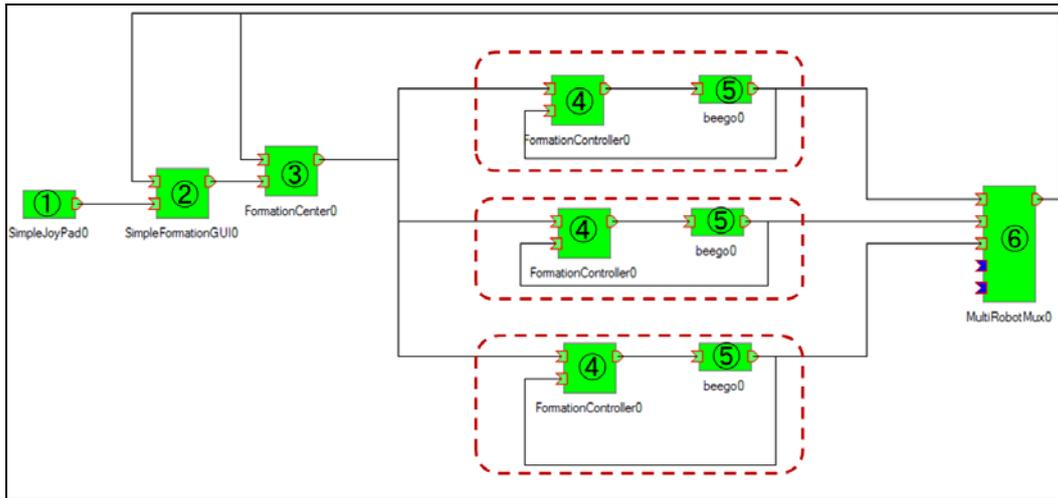 ④
⑤
beego0
FormationController0
③
FormationCenter0
①
②
SimpleJoyPad0
SimpleFormationGUI0
④
⑤
beego0
FormationController0
⑥
MultiRobotMux0
④
⑤
beego0
FormationController0